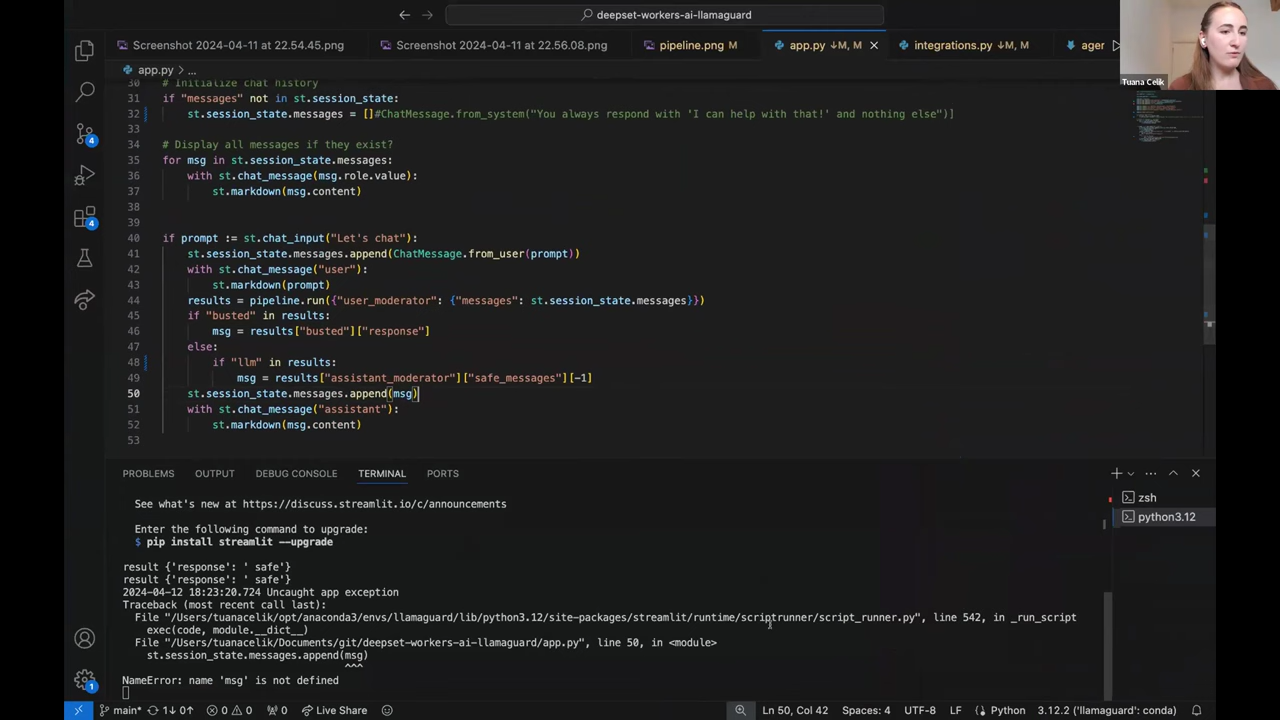 deepset-workers-ai-llamaguard
Screenshot 2024-04-11 at 22.54.45.png
Screenshot 2024-04-11 at 22.56.08.png
pipeline.png M
app.py ↓M, M
integrations.py ↓M, M
ager
Tuana Celik
app.py > ...
30 # Initialize chat history
31 if "messages" not in st.session_state:
32 st.session_state.messages = []#ChatMessage.from_system("You always respond with 'I can help with that!' and nothing else")]
33
34 # Display all messages if they exist?
35 for msg in st.session_state.messages:
36 with st.chat_message(msg.role.value):
37 st.markdown(msg.content)
38
39
40 if prompt := st.chat_input("Let's chat"):
41 st.session_state.messages.append(ChatMessage.from_user(prompt))
42 with st.chat_message("user"):
43 st.markdown(prompt)
44 results = pipeline.run({"user_moderator": {"messages": st.session_state.messages}})
45 if "busted" in results:
46 msg = results["busted"]["response"]
47 else:
48 if "llm" in results:
49 msg = results["assistant_moderator"]["safe_messages"][-1]
50 st.session_state.messages.append(msg)
51 with st.chat_message("assistant"):
52 st.markdown(msg.content)
53
4
4
PROBLEMS OUTPUT DEBUG CONSOLE TERMINAL PORTS
zsh
python3.12
See what's new at https://discuss.streamlit.io/c/announcements
Enter the following command to upgrade:
$ pip install streamlit --upgrade
result {'response': ' safe'}
result {'response': ' safe'}
2024-04-12 18:23:20.724 Uncaught app exception
Traceback (most recent call last):
File "/Users/tuanacelik/opt/anaconda3/envs/llamaguard/lib/python3.12/site-packages/streamlit/runtime/scriptrunner/script_runner.py", line 542, in _run_script
exec(code, module.__dict__)
File "/Users/tuanacelik/Documents/git/deepset-workers-ai-llamaguard/app.py", line 50, in <module>
st.session_state.messages.append(msg)
^^^
NameError: name 'msg' is not defined
1
main* 1↓ 0↑ 0 0 0 Live Share
Ln 50, Col 42 Spaces: 4 UTF-8 LF Python 3.12.2 ('llamaguard': conda)